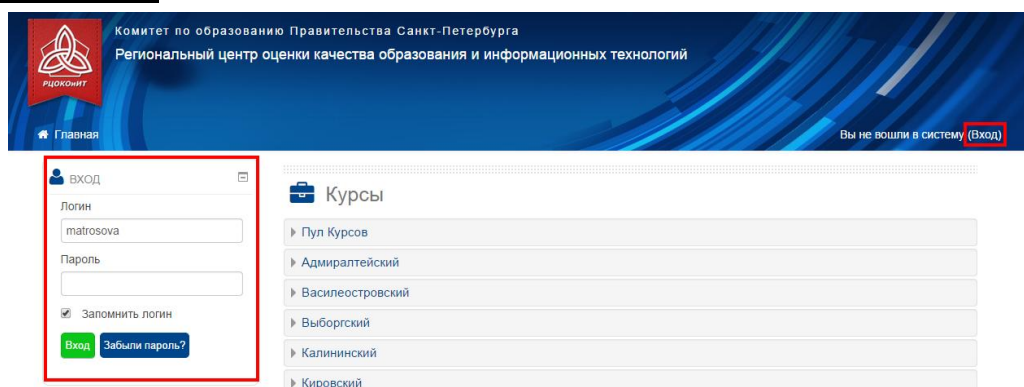 Комитет по образованию Правительства Санкт-Петербурга
Региональный центр оценки качества образования и информационных технологий
РЦОКОиИТ
Главная
Вы не вошли в систему (Вход)
ВХОД
Логин
matrosova
Пароль
Запомнить логин
Вход Забыли пароль?
Курсы
Пул Курсов
Адмиралтейский
Василеостровский
Выборгский
Калининский
Кировский